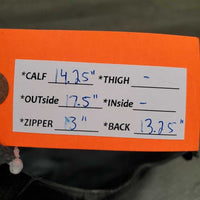 *CALF 14.25" *THIGH -
*OUTside 17.5" *INside -
*ZIPPER 13" *BACK 13.25"